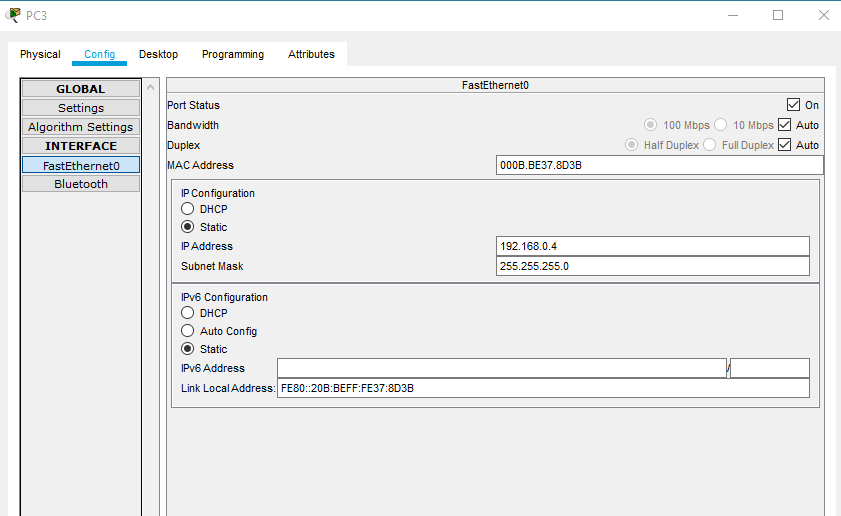 PC3
Physical Config Desktop Programming Attributes
GLOBAL
Settings
Algorithm Settings
INTERFACE
FastEthernet0
Bluetooth
FastEthernet0
Port Status On
Bandwidth 100 Mbps 10 Mbps Auto
Duplex Half Duplex Full Duplex Auto
MAC Address 000B.BE37.8D3B
IP Configuration
DHCP
Static
IP Address 192.168.0.4
Subnet Mask 255.255.255.0
IPv6 Configuration
DHCP
Auto Config
Static
IPv6 Address /
Link Local Address: FE80::20B:BEFF:FE37:8D3B